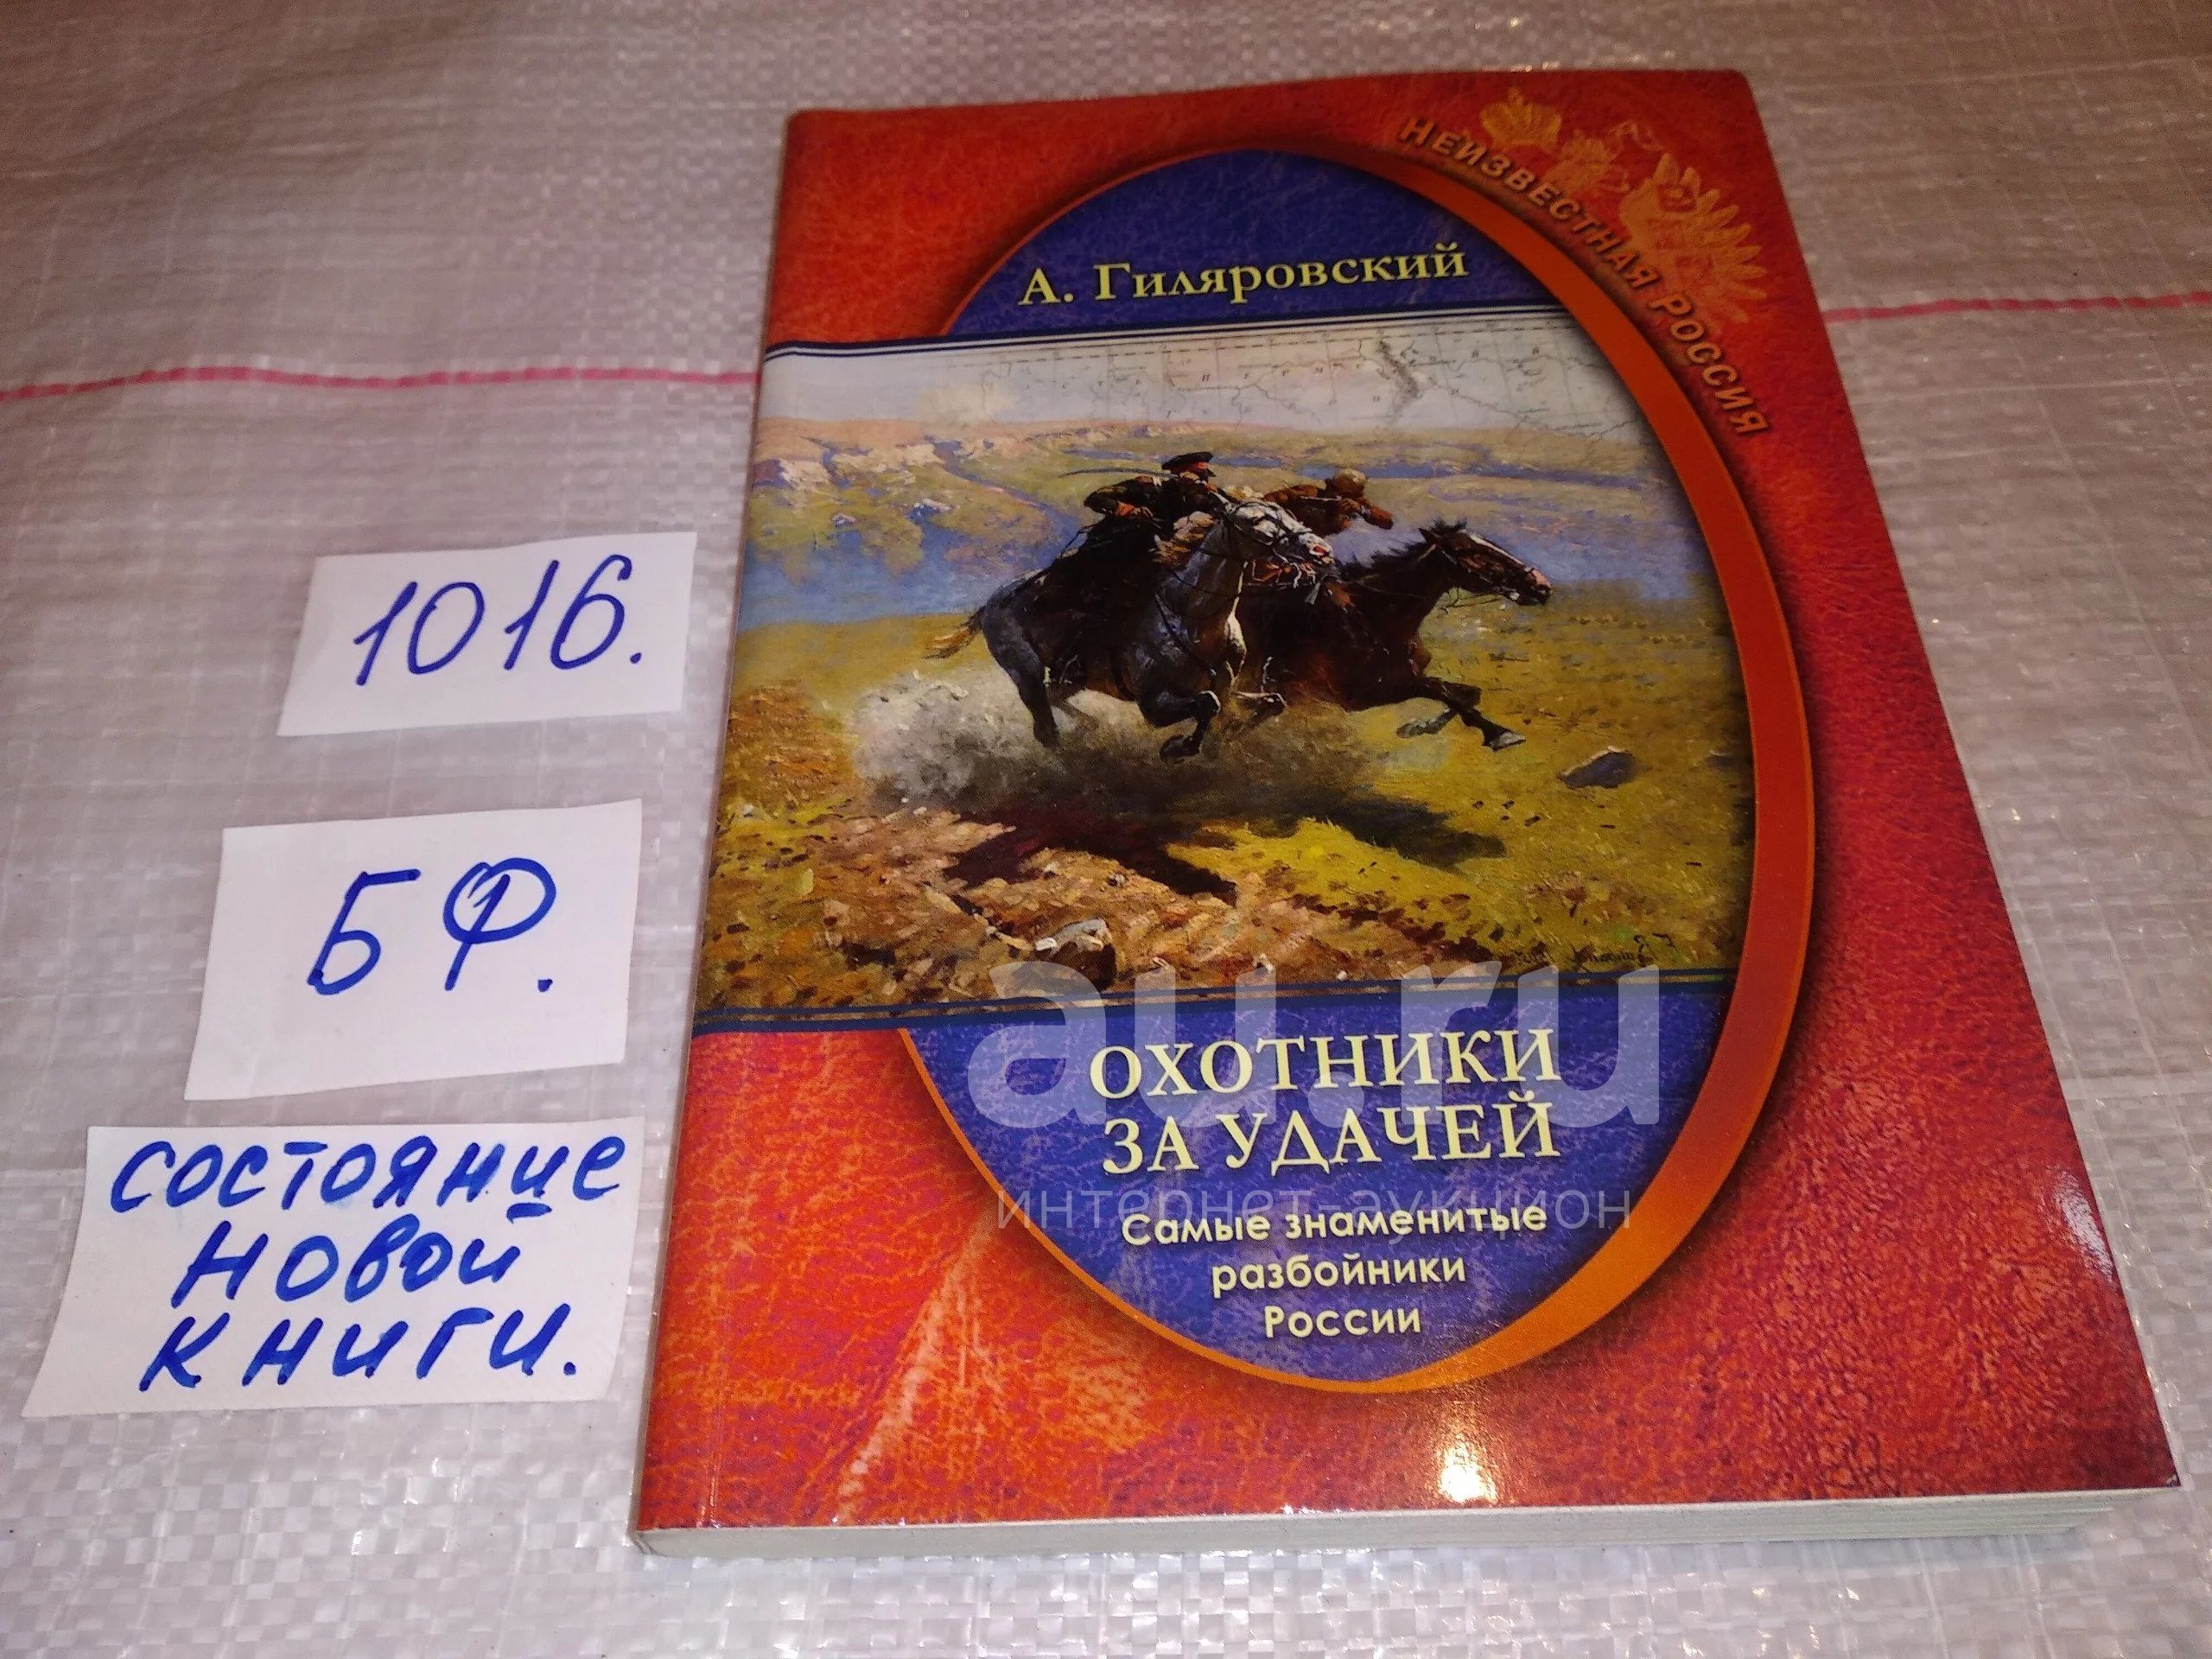 НЕИЗВЕСТНАЯ РОССИЯ
А. Гиляровский
1016.
БФ.
состояние
новой
книги.
au.ru
ОХОТНИКИ
ЗА УДАЧЕЙ
интернет-аукцион
Самые знаменитые
разбойники
России